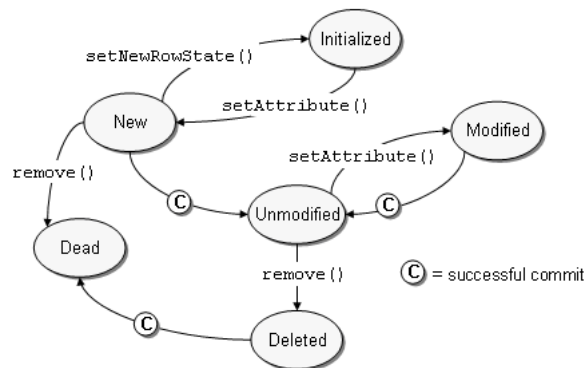 Initialized
setNewRowState()
setAttribute()
New
Modified
setAttribute()
remove()
C
C
Unmodified
Dead
remove()
C = successful commit
C
Deleted